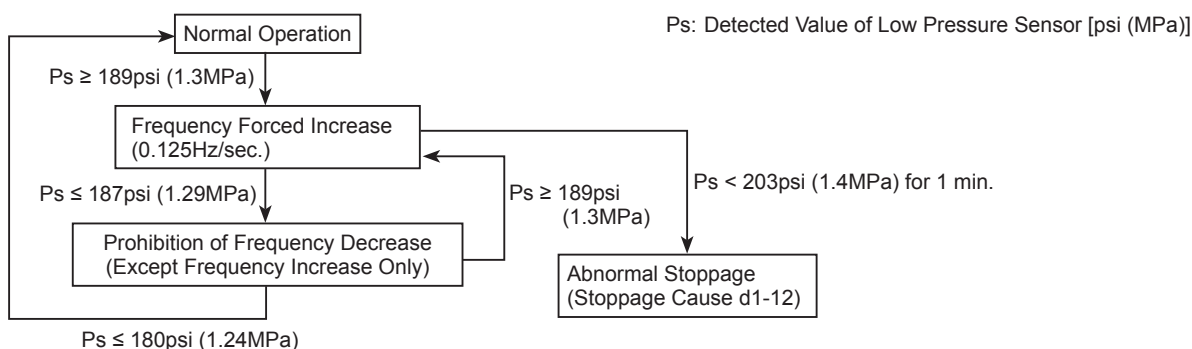 Ps: Detected Value of Low Pressure Sensor [psi (MPa)]
Normal Operation
Ps ≥ 189psi (1.3MPa)
Frequency Forced Increase
(0.125Hz/sec.)
Ps ≤ 187psi (1.29MPa)
Ps ≥ 189psi
(1.3MPa)
Ps < 203psi (1.4MPa) for 1 min.
Prohibition of Frequency Decrease
(Except Frequency Increase Only)
Abnormal Stoppage
(Stoppage Cause d1-12)
Ps ≤ 180psi (1.24MPa)